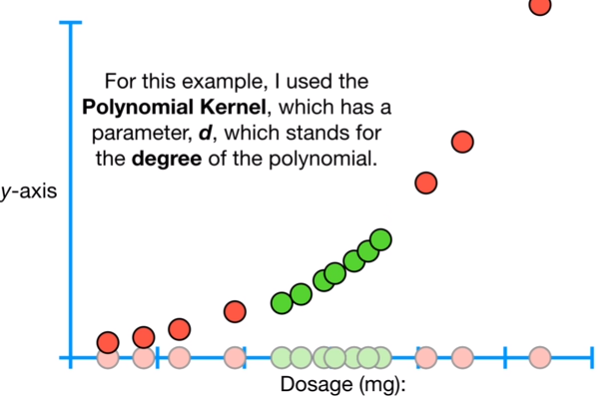 For this example, I used the
Polynomial Kernel, which has a
parameter, d, which stands for
the degree of the polynomial.
y-axis
Dosage (mg):